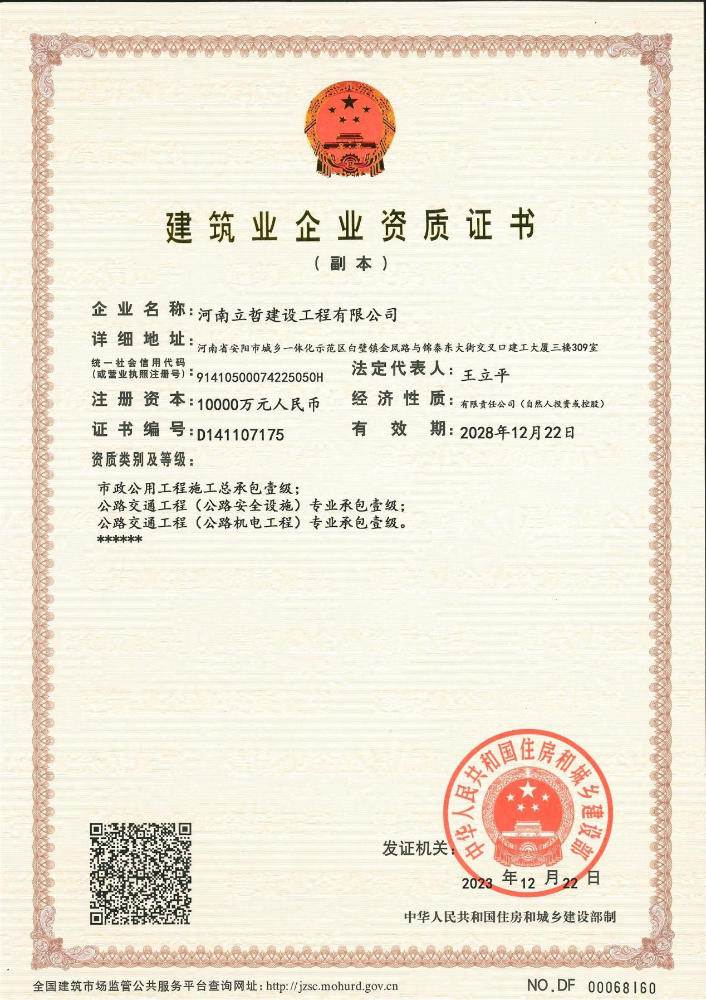 建筑业企业资质证书
（副本）
企业名称：河南立哲建设工程有限公司
详细地址：河南省安阳市城乡一体化示范区白壁镇金凤路与锦泰东大街交叉口建工大厦三楼309室
统一社会信用代码
（或营业执照注册号）：91410500074225050H 法定代表人：王立平
注册资本：10000万元人民币 经济性质：有限责任公司（自然人投资或控股）
证书编号：D141107175 有效期：2028年12月22日
资质类别及等级：
市政公用工程施工总承包壹级；
公路交通工程（公路安全设施）专业承包壹级；
公路交通工程（公路机电工程）专业承包壹级。
******
中华人民共和国住房和城乡建设部
发证机关：
2023 年 12 月 22 日
中华人民共和国住房和城乡建设部制
全国建筑市场监管公共服务平台查询网址：http://jzsc.mohurd.gov.cn
NO.DF 00068160